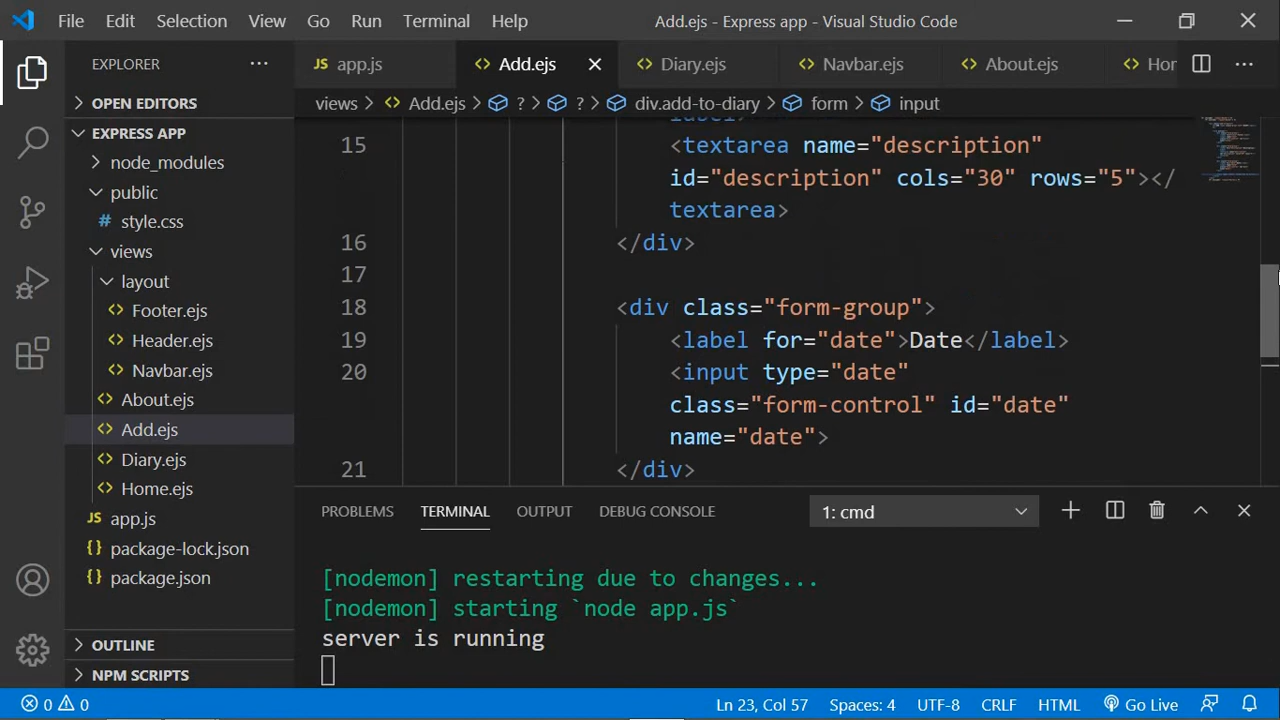 File Edit Selection View Go Run Terminal Help Add.ejs - Express app - Visual Studio Code
EXPLORER ... JS app.js <> Add.ejs <> Diary.ejs <> Navbar.ejs <> About.ejs <> Hor ...
OPEN EDITORS
views > <> Add.ejs > ? > ? > div.add-to-diary > form > input
EXPRESS APP
node_modules
public
# style.css
views
layout
<> Footer.ejs
<> Header.ejs
<> Navbar.ejs
<> About.ejs
<> Add.ejs
<> Diary.ejs
<> Home.ejs
JS app.js
{} package-lock.json
{} package.json
OUTLINE
NPM SCRIPTS
label>
15 <textarea name="description"
id="description" cols="30" rows="5"></
textarea>
16 </div>
17
18 <div class="form-group">
19 <label for="date">Date</label>
20 <input type="date"
class="form-control" id="date"
name="date">
21 </div>
PROBLEMS TERMINAL OUTPUT DEBUG CONSOLE 1: cmd
[nodemon] restarting due to changes...
[nodemon] starting `node app.js`
server is running
0 0 Ln 23, Col 57 Spaces: 4 UTF-8 CRLF HTML Go Live